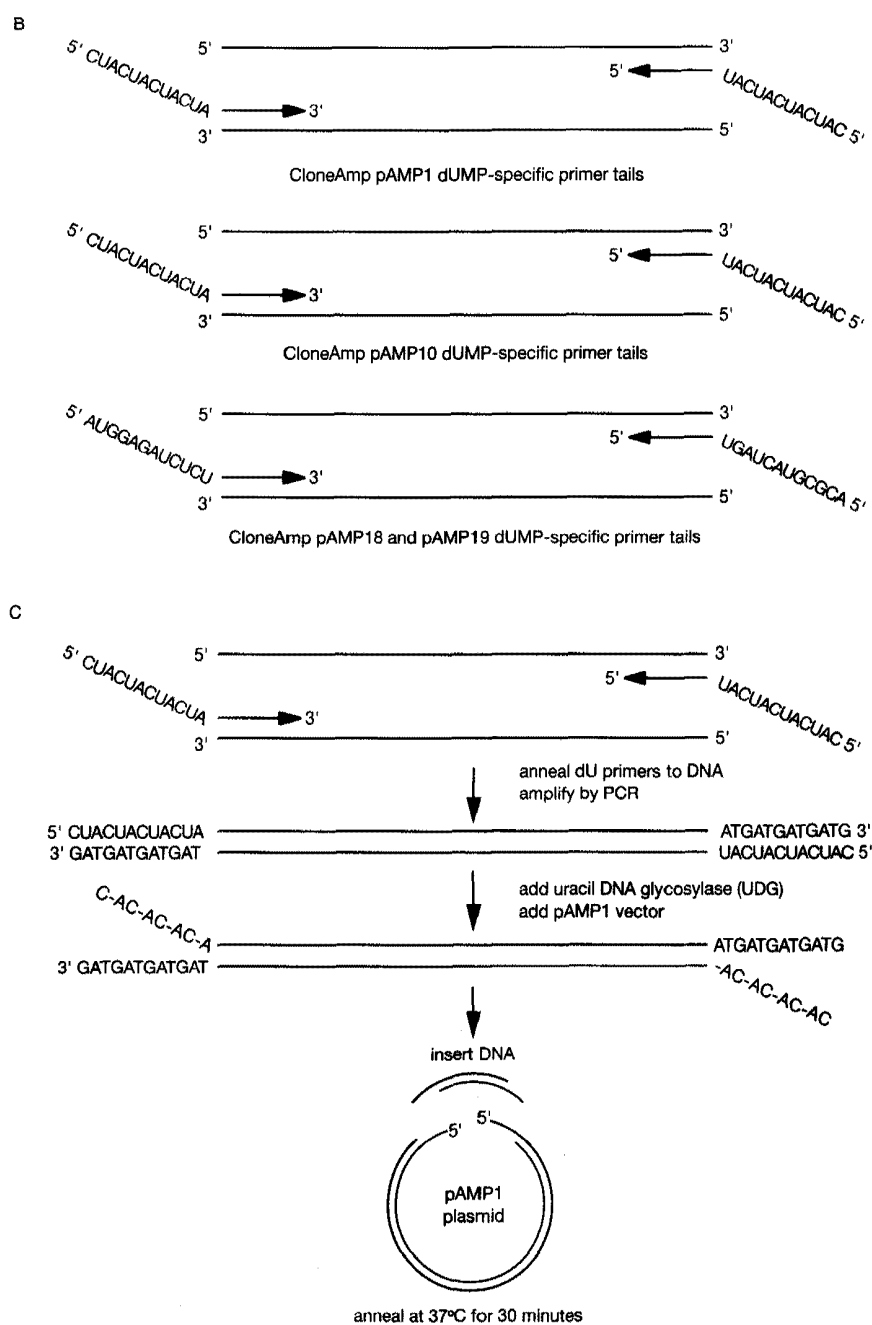 B
5' CUACUACUACUA 5' 3'
5' UACUACUACUAC 5'
3'
3' 5'
CloneAmp pAMP1 dUMP-specific primer tails
5' CUACUACUACUA 5' 3'
5' UACUACUACUAC 5'
3'
3' 5'
CloneAmp pAMP10 dUMP-specific primer tails
5' AUGGAGAUCUCU 5' 3'
5' UGAUCAUGCGCA 5'
3'
3' 5'
CloneAmp pAMP18 and pAMP19 dUMP-specific primer tails
C
5' CUACUACUACUA 5' 3'
5' UACUACUACUAC 5'
3'
3' 5'
anneal dU primers to DNA
amplify by PCR
5' CUACUACUACUA ATGATGATGATG 3'
3' GATGATGATGAT UACUACUACUAC 5'
add uracil DNA glycosylase (UDG)
add pAMP1 vector
C-AC-AC-AC-A ATGATGATGATG
3' GATGATGATGAT -AC-AC-AC-AC
insert DNA
5' 5'
pAMP1
plasmid
anneal at 37°C for 30 minutes